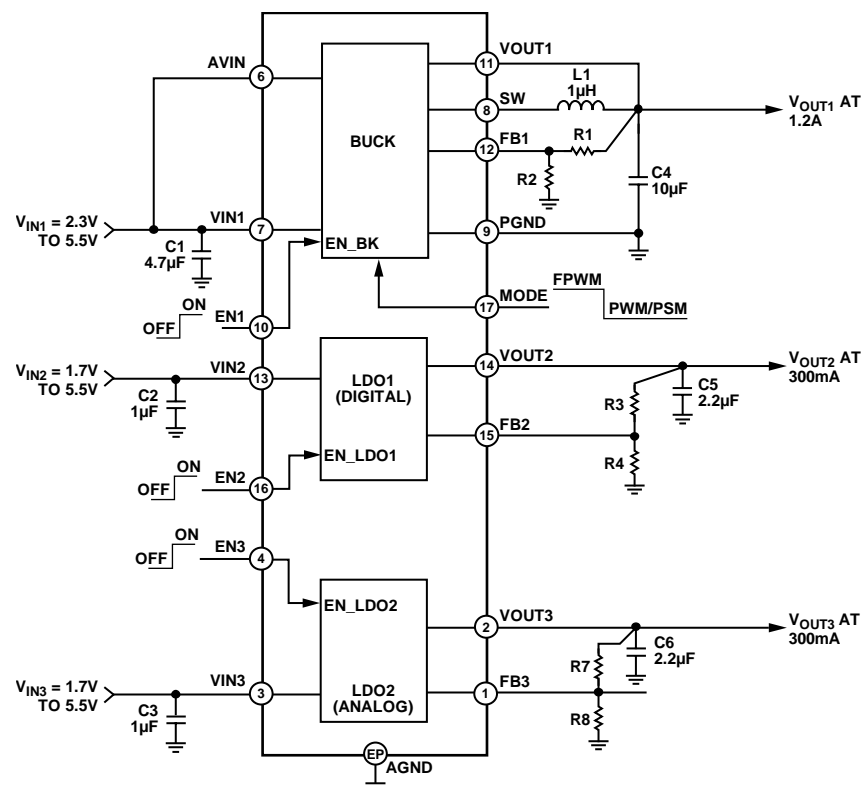 AVIN
6
BUCK
VOUT1
11
L1
1µH
SW
8
VOUT1 AT
1.2A
R1
FB1
12
R2
C4
10µF
VIN1 = 2.3V
TO 5.5V
VIN1
7
C1
4.7µF
EN_BK
PGND
9
ON
OFF
EN1
10
MODE
17
FPWM
PWM/PSM
VIN2 = 1.7V
TO 5.5V
VIN2
13
C2
1µF
LDO1
(DIGITAL)
EN_LDO1
VOUT2
14
VOUT2 AT
300mA
C5
2.2µF
R3
FB2
15
R4
ON
OFF
EN2
16
ON
OFF
EN3
4
EN_LDO2
VOUT3
2
VOUT3 AT
300mA
C6
2.2µF
R7
VIN3 = 1.7V
TO 5.5V
VIN3
3
C3
1µF
LDO2
(ANALOG)
FB3
1
R8
EP
AGND